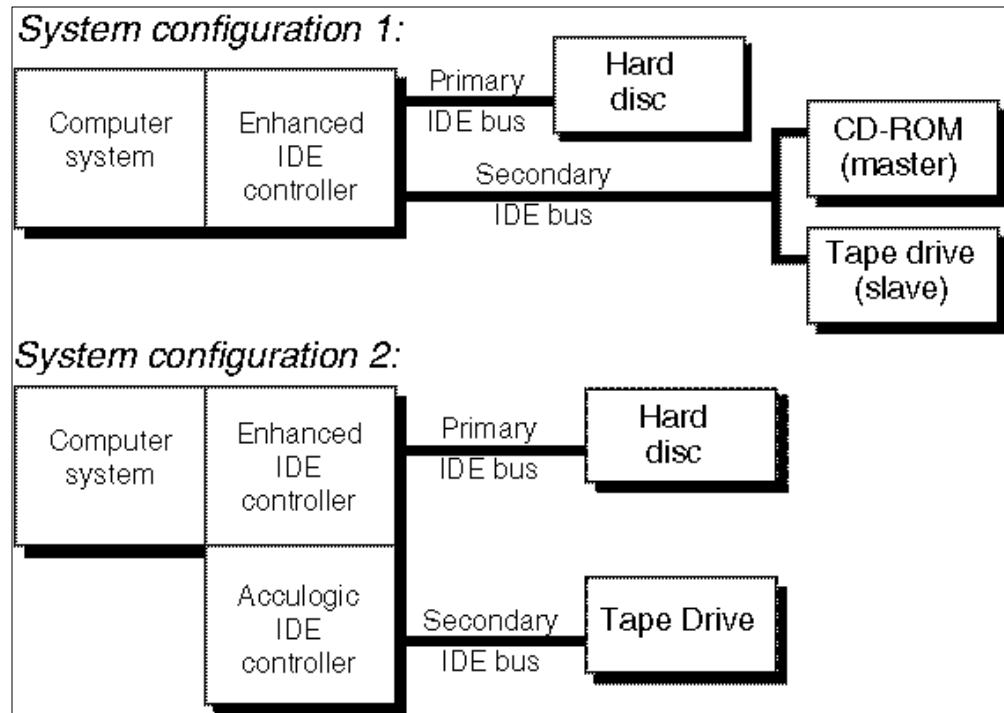 System configuration 1:
Computer
system
Enhanced
IDE
controller
Primary
IDE bus
Hard
disc
Secondary
IDE bus
CD-ROM
(master)
Tape drive
(slave)
System configuration 2:
Computer
system
Enhanced
IDE
controller
Primary
IDE bus
Hard
disc
Acculogic
IDE
controller
Secondary
IDE bus
Tape Drive